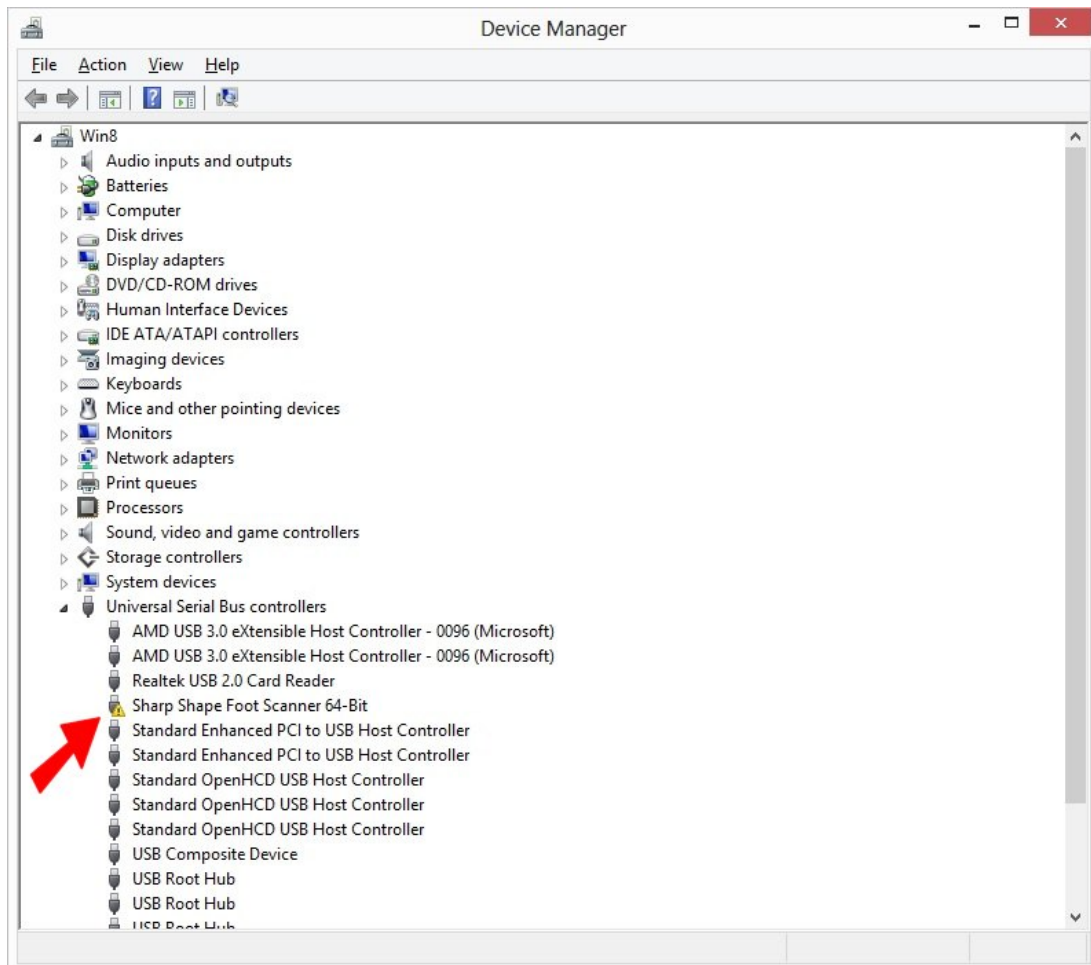 Device Manager
File Action View Help
Win8
Audio inputs and outputs
Batteries
Computer
Disk drives
Display adapters
DVD/CD-ROM drives
Human Interface Devices
IDE ATA/ATAPI controllers
Imaging devices
Keyboards
Mice and other pointing devices
Monitors
Network adapters
Print queues
Processors
Sound, video and game controllers
Storage controllers
System devices
Universal Serial Bus controllers
AMD USB 3.0 eXtensible Host Controller - 0096 (Microsoft)
AMD USB 3.0 eXtensible Host Controller - 0096 (Microsoft)
Realtek USB 2.0 Card Reader
Sharp Shape Foot Scanner 64-Bit
Standard Enhanced PCI to USB Host Controller
Standard Enhanced PCI to USB Host Controller
Standard OpenHCD USB Host Controller
Standard OpenHCD USB Host Controller
Standard OpenHCD USB Host Controller
USB Composite Device
USB Root Hub
USB Root Hub
USB Root Hub